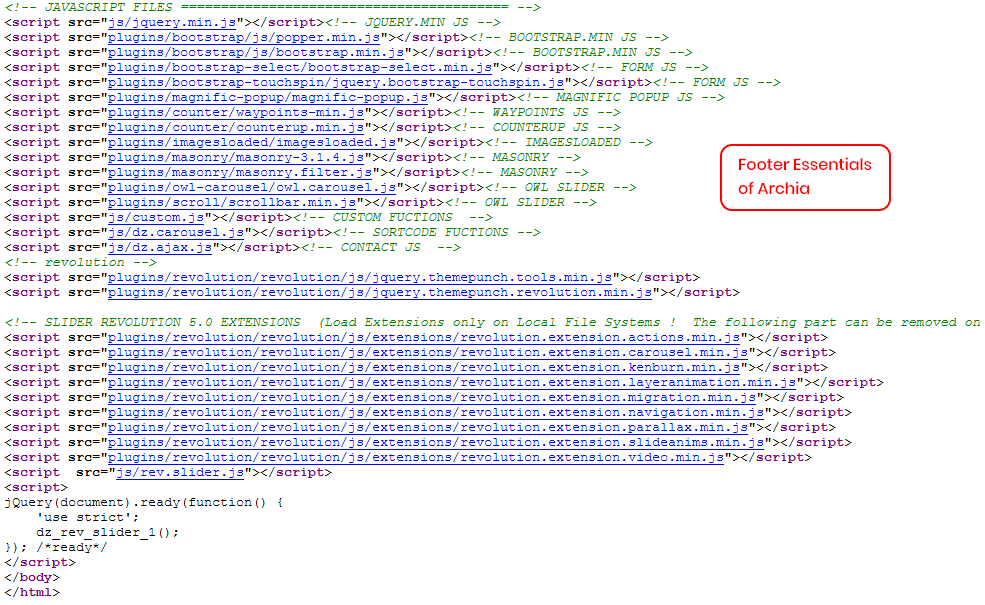 <!-- JAVASCRIPT FILES ========================================= -->
<script src="js/jquery.min.js"></script><!-- JQUERY.MIN JS -->
<script src="plugins/bootstrap/js/popper.min.js"></script><!-- BOOTSTRAP.MIN JS -->
<script src="plugins/bootstrap/js/bootstrap.min.js"></script><!-- BOOTSTRAP.MIN JS -->
<script src="plugins/bootstrap-select/bootstrap-select.min.js"></script><!-- FORM JS -->
<script src="plugins/bootstrap-touchspin/jquery.bootstrap-touchspin.js"></script><!-- FORM JS -->
<script src="plugins/magnific-popup/magnific-popup.js"></script><!-- MAGNIFIC POPUP JS -->
<script src="plugins/counter/waypoints-min.js"></script><!-- WAYPOINTS JS -->
<script src="plugins/counter/counterup.min.js"></script><!-- COUNTERUP JS -->
<script src="plugins/imagesloaded/imagesloaded.js"></script><!-- IMAGESLOADED -->
<script src="plugins/masonry/masonry-3.1.4.js"></script><!-- MASONRY -->
<script src="plugins/masonry/masonry.filter.js"></script><!-- MASONRY -->
<script src="plugins/owl-carousel/owl.carousel.js"></script><!-- OWL SLIDER -->
<script src="plugins/scroll/scrollbar.min.js"></script><!-- OWL SLIDER -->
<script src="js/custom.js"></script><!-- CUSTOM FUCTIONS  -->
<script src="js/dz.carousel.js"></script><!-- SORTCODE FUCTIONS -->
<script src="js/dz.ajax.js"></script><!-- CONTACT JS  -->
<!-- revolution -->
<script src="plugins/revolution/revolution/js/jquery.themepunch.tools.min.js"></script>
<script src="plugins/revolution/revolution/js/jquery.themepunch.revolution.min.js"></script>
Footer Essentials
of Archia
<!-- SLIDER REVOLUTION 5.0 EXTENSIONS  (Load Extensions only on Local File Systems !  The following part can be removed on
<script src="plugins/revolution/revolution/js/extensions/revolution.extension.actions.min.js"></script>
<script src="plugins/revolution/revolution/js/extensions/revolution.extension.carousel.min.js"></script>
<script src="plugins/revolution/revolution/js/extensions/revolution.extension.kenburn.min.js"></script>
<script src="plugins/revolution/revolution/js/extensions/revolution.extension.layeranimation.min.js"></script>
<script src="plugins/revolution/revolution/js/extensions/revolution.extension.migration.min.js"></script>
<script src="plugins/revolution/revolution/js/extensions/revolution.extension.navigation.min.js"></script>
<script src="plugins/revolution/revolution/js/extensions/revolution.extension.parallax.min.js"></script>
<script src="plugins/revolution/revolution/js/extensions/revolution.extension.slideanims.min.js"></script>
<script src="plugins/revolution/revolution/js/extensions/revolution.extension.video.min.js"></script>
<script  src="js/rev.slider.js"></script>
<script>
jQuery(document).ready(function() {
    'use strict';
    dz_rev_slider_1();
}); /*ready*/
</script>
</body>
</html>